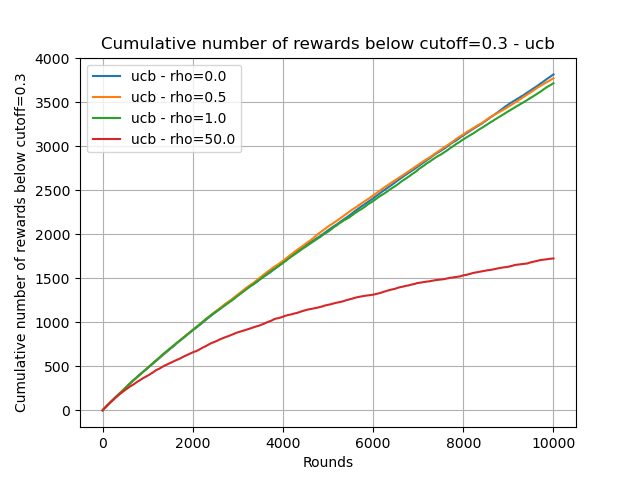 Cumulative number of rewards below cutoff=0.3 - ucb
Cumulative number of rewards below cutoff=0.3
4000
3500
3000
2500
2000
1500
1000
500
0
ucb - rho=0.0
ucb - rho=0.5
ucb - rho=1.0
ucb - rho=50.0
0 2000 4000 6000 8000 10000
Rounds